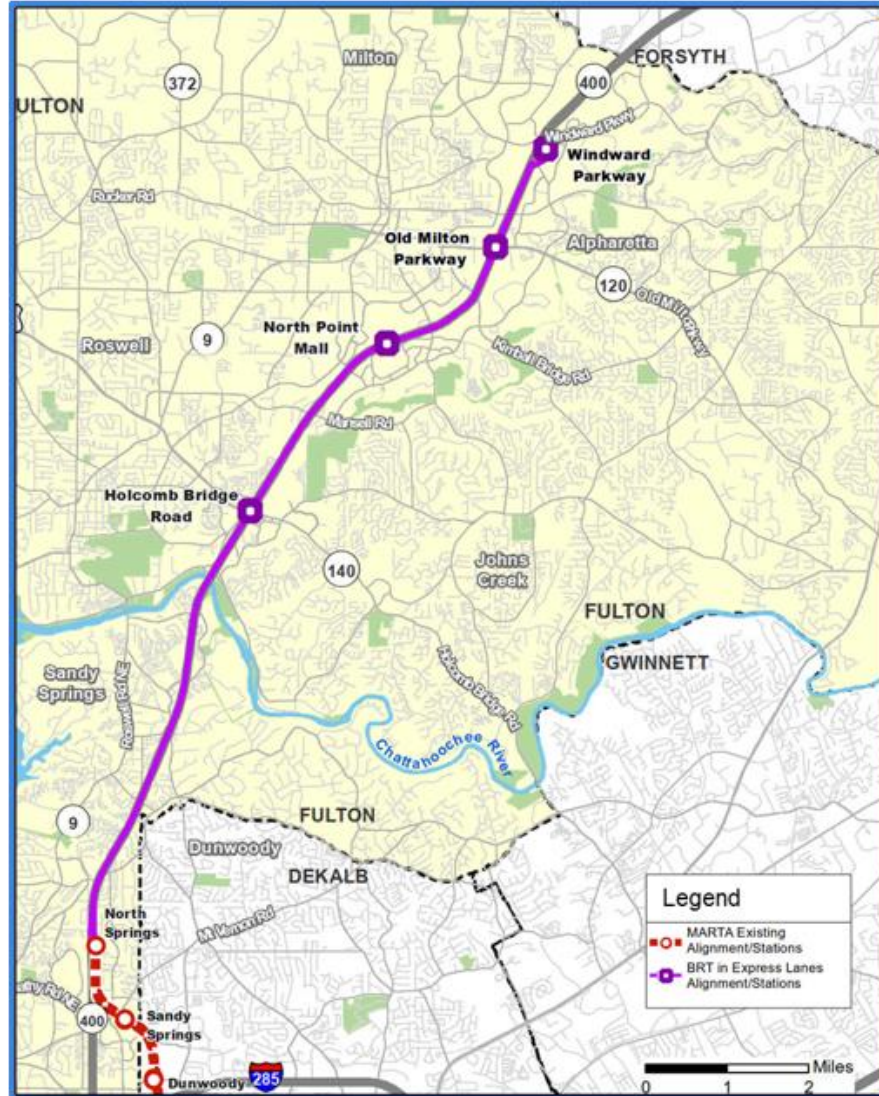 Milton
FORSYTH
400
372
ULTON
Windward Pkwy
Windward
Parkway
Rucker Rd
Old Milton
Parkway
Alpharetta
120
Old Milton Pkwy
North Point
Mall
Roswell
9
Kimball Bridge Rd
Mansell Rd
Holcomb Bridge
Road
140
Johns
Creek
FULTON
GWINNETT
Sandy
Springs
Roswell Rd NE
Holcomb Bridge Rd
Chattahoochee River
9
FULTON
Dunwoody
DEKALB
North
Springs
Mt Vernon Rd
Legend
MARTA Existing
Alignment/Stations
BRT in Express Lanes
Alignment/Stations
Rd NE
400
Sandy
Springs
Dunwoody
285
Miles
0 1 2